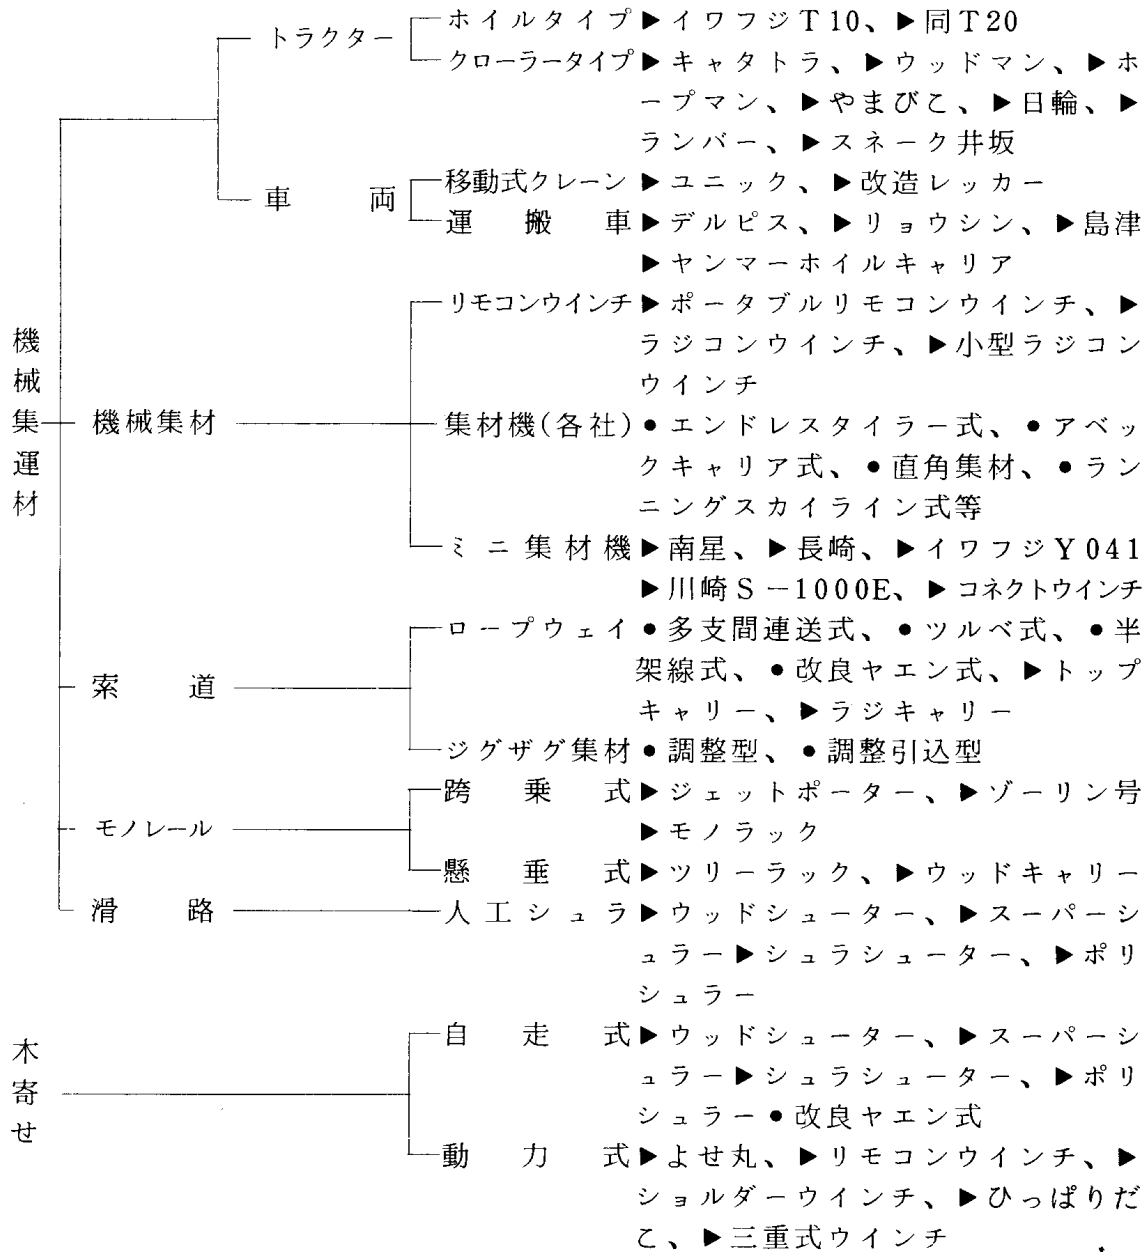 トラクター
ホイルタイプ▶イワフジT10、▶同T20
クローラータイプ▶キャタトラ、▶ウッドマン、▶ホ
ープマン、▶やまびこ、▶日輪、▶
ランバー、▶スネーク井坂
車両
移動式クレーン▶ユニック、▶改造レッカー
運搬車▶デルピス、▶リョウシン、▶島津
▶ヤンマーホイルキャリア
機械集運材
機械集材
リモコンウインチ▶ポータブルリモコンウインチ、▶
ラジコンウインチ、▶小型ラジコン
ウインチ
集材機(各社)●エンドレスタイラー式、●アベッ
クキャリア式、●直角集材、●ラン
ニングスカイライン式等
ミニ集材機▶南星、▶長崎、▶イワフジY041
▶川崎S－1000E、▶コネクトウインチ
索道
ロープウェイ●多支間連送式、●ツルベ式、●半
架線式、●改良ヤエン式、▶トップ
キャリー、▶ラジキャリー
ジグザグ集材●調整型、●調整引込型
モノレール
跨乗式▶ジェットポーター、▶ゾーリン号
▶モノラック
懸垂式▶ツリーラック、▶ウッドキャリー
滑路
人工シュラ▶ウッドシューター、▶スーパーシ
ュラー▶シュラシューター、▶ポリ
シュラー
木寄せ
自走式▶ウッドシューター、▶スーパーシ
ュラー▶シュラシューター、▶ポリ
シュラー●改良ヤエン式
動力式▶よせ丸、▶リモコンウインチ、▶
ショルダーウインチ、▶ひっぱりだ
こ、▶三重式ウインチ